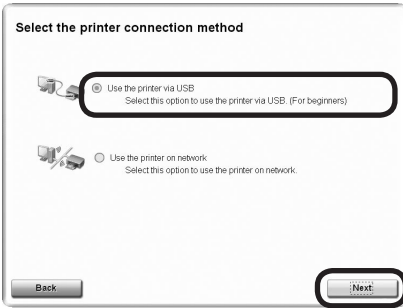 Select the printer connection method
Use the printer via USB
Select this option to use the printer via USB. (For beginners)
Use the printer on network
Select this option to use the printer on network.
Back
Next